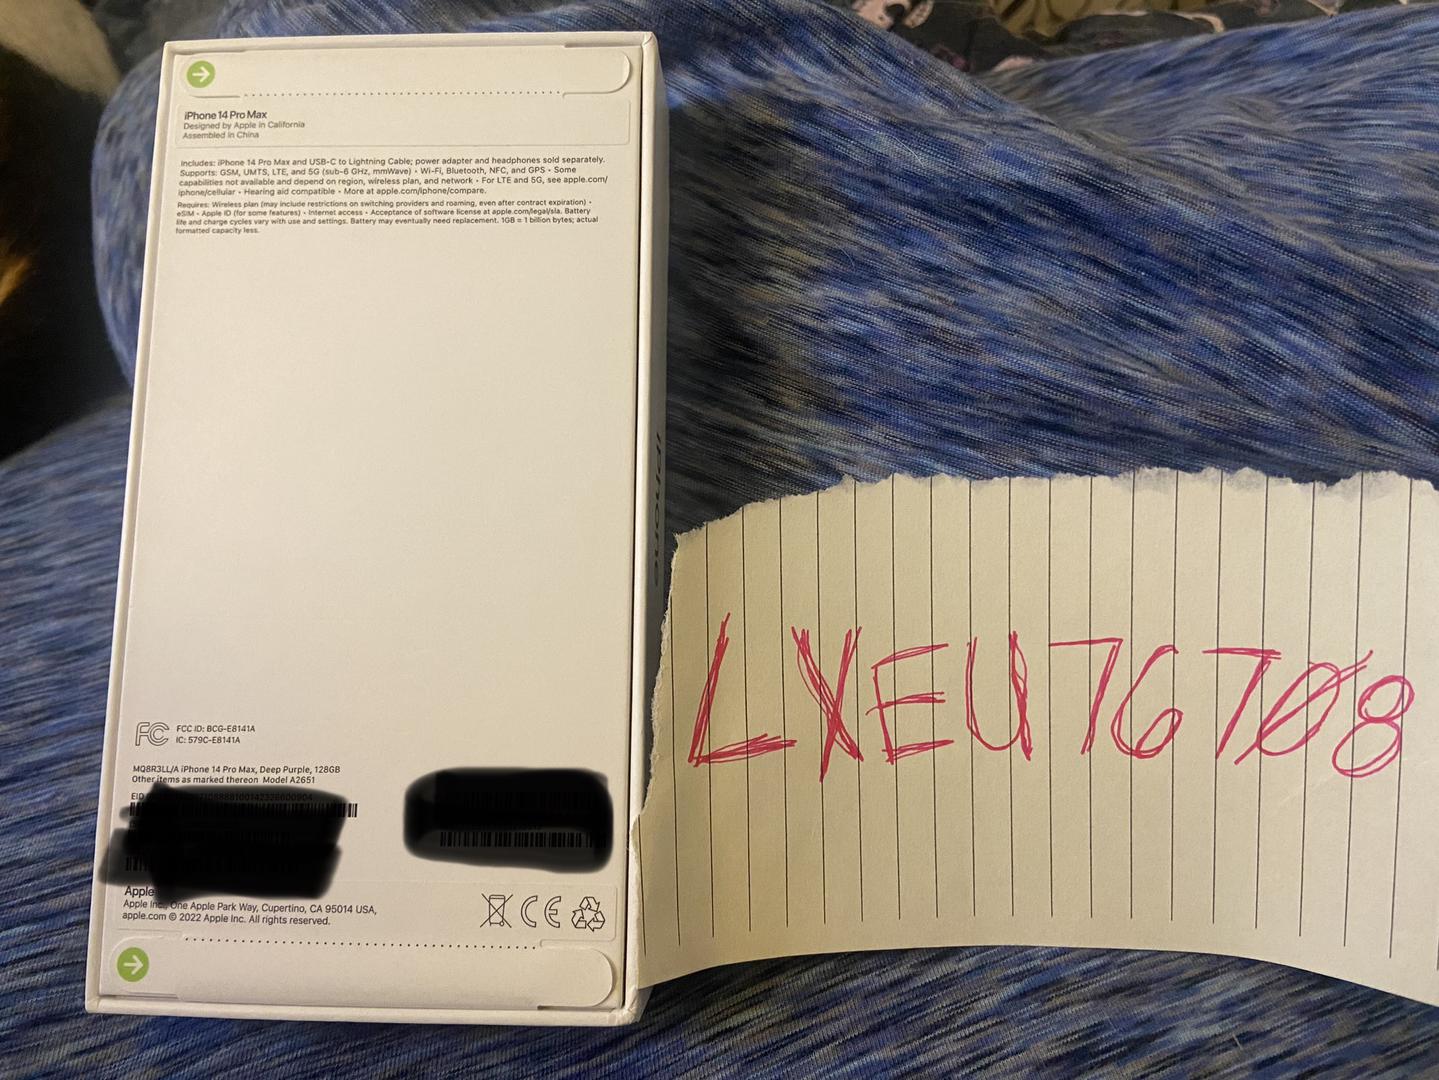 iPhone 14 Pro Max
Designed by Apple in California
Assembled in China
Includes: iPhone 14 Pro Max and USB-C to Lightning Cable; power adapter and headphones sold separately.
Supports: GSM, UMTS, LTE, and 5G (sub-6 GHz, mmWave) • Wi-Fi, Bluetooth, NFC, and GPS • Some
capabilities not available and depend on region, wireless plan, and network • For LTE and 5G, see apple.com/
iphone/cellular • Hearing aid compatible • More at apple.com/iphone/compare.
Requires: Wireless plan (may include restrictions on switching providers and roaming, even after contract expiration) •
eSIM • Apple ID (for some features) • Internet access • Acceptance of software license at apple.com/legal/sla. Battery
life and charge cycles vary with use and settings. Battery may eventually need replacement. 1GB = 1 billion bytes; actual
formatted capacity less.
iPhone
LXEU76708
FC FCC ID: BCG-E8141A
IC: 579C-E8141A
MQ8R3LL/A iPhone 14 Pro Max, Deep Purple, 128GB
Other items as marked thereon Model A2651
EID
Apple
Apple Inc., One Apple Park Way, Cupertino, CA 95014 USA,
apple.com © 2022 Apple Inc. All rights reserved.
CE